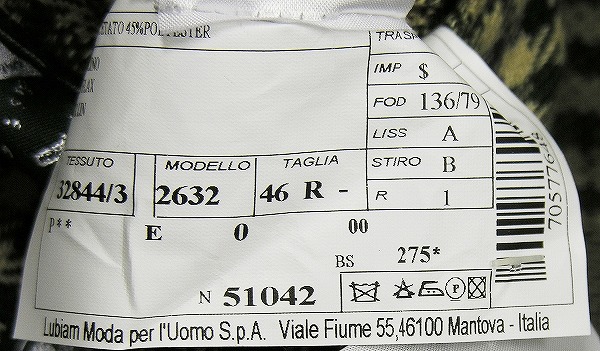 ETATO 45%POLYESTER
TRASP
IMP $
FOD 136/79
LISS A
STIRO B
R 1
TESSUTO MODELLO TAGLIA
32844/3 2632 46 R -
P** E 0 00
BS 275*
N 51042
Lubiam Moda per l'Uomo S.p.A. Viale Fiume 55,46100 Mantova - Italia